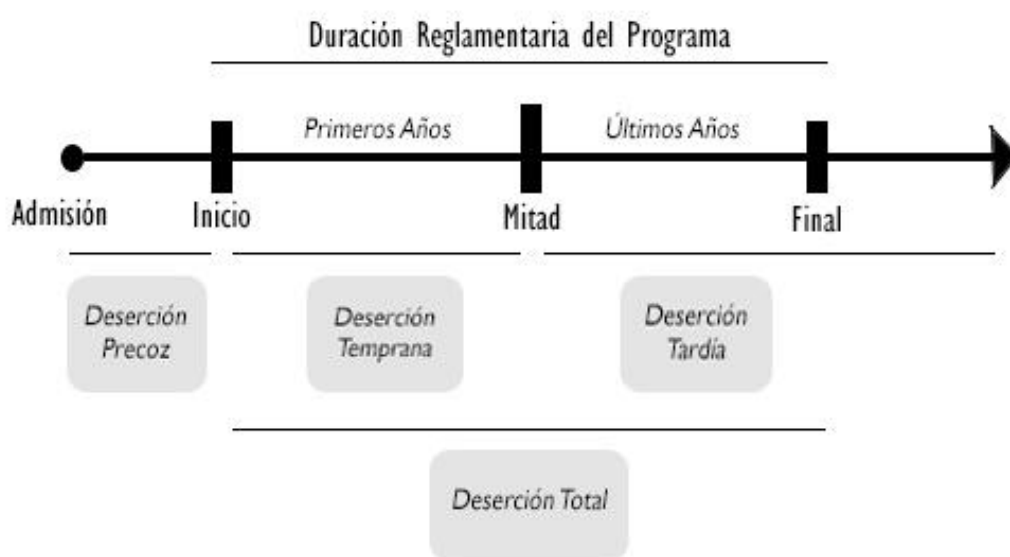 Duración Reglamentaria del Programa
Primeros Años
Últimos Años
Admisión
Inicio
Mitad
Final
Deserción
Precoz
Deserción
Temprana
Deserción
Tardía
Deserción Total